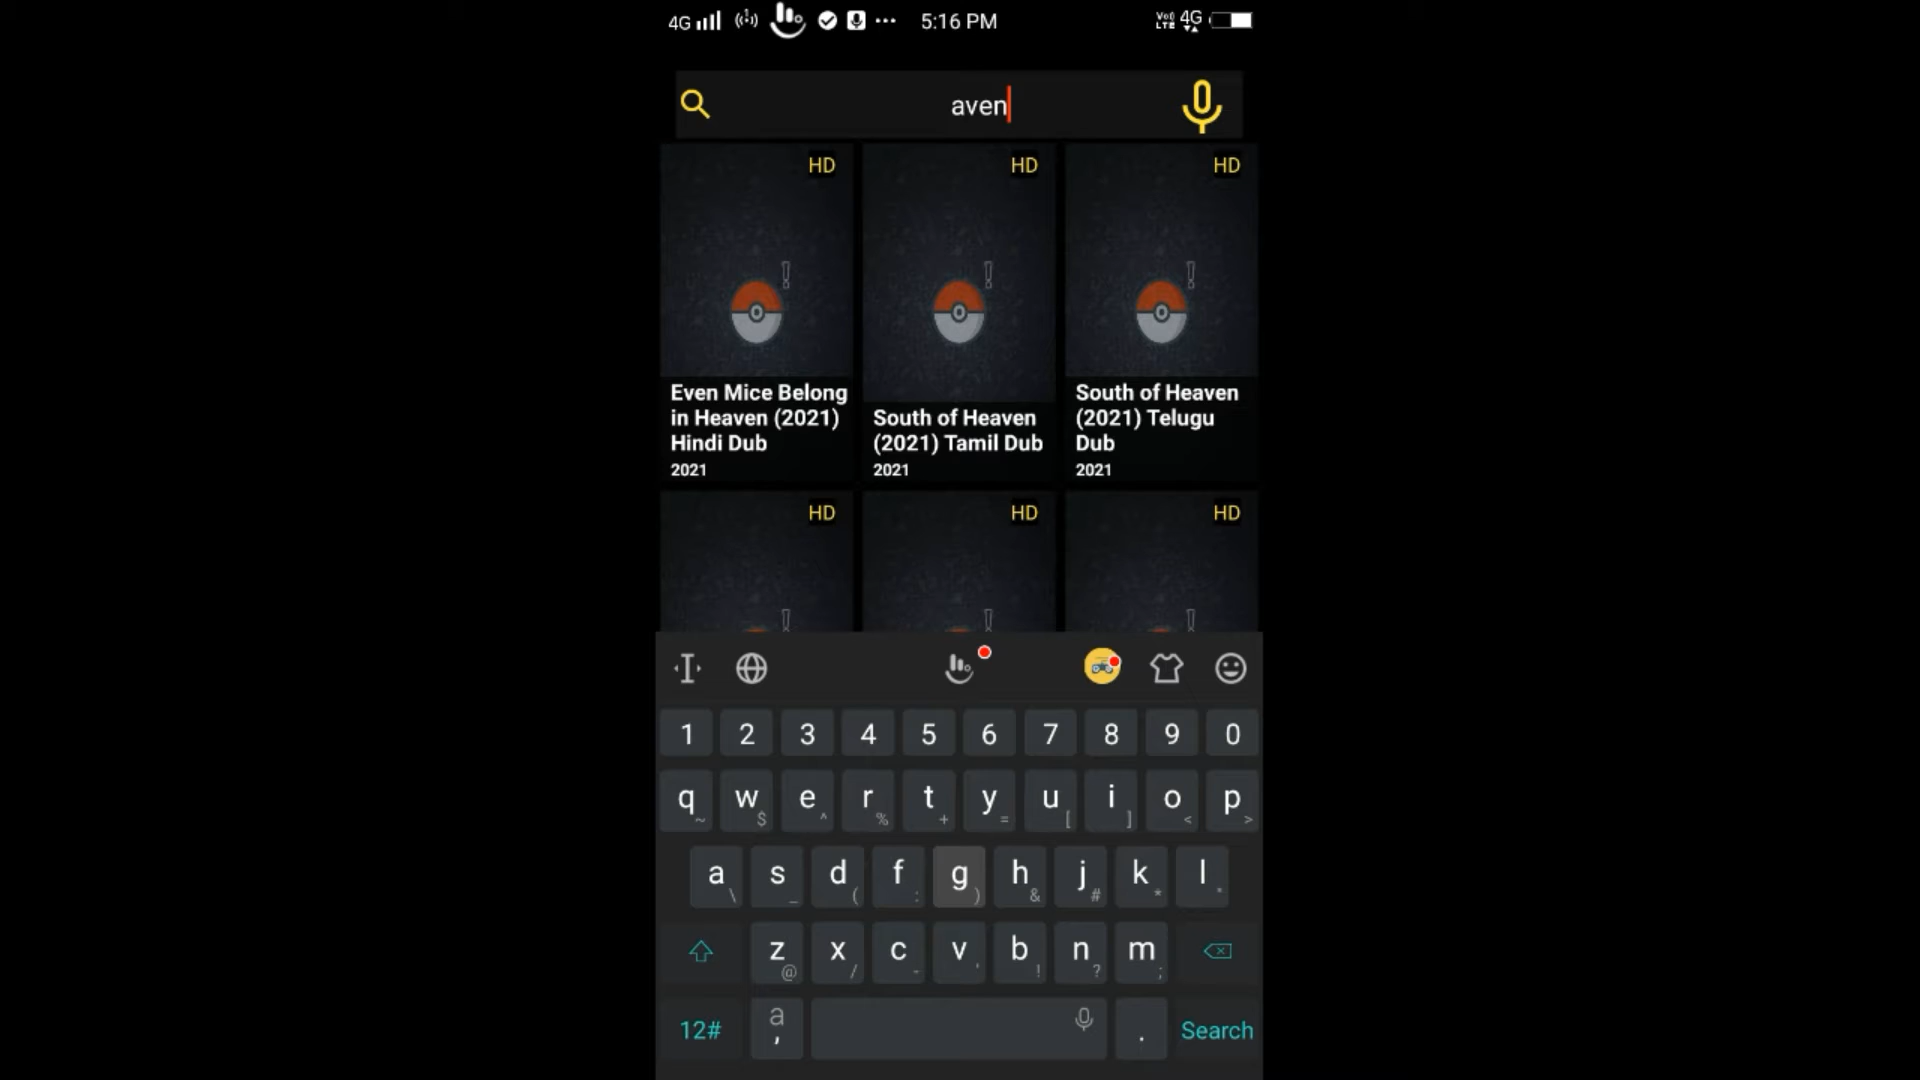 4G 5:16 PM VoI LTE 4G
aven
HD HD HD
Even Mice Belong
in Heaven (2021)
Hindi Dub
2021
South of Heaven
(2021) Tamil Dub
2021
South of Heaven
(2021) Telugu
Dub
2021
HD HD HD
1 2 3 4 5 6 7 8 9 0
q w e r t y u i o p
~ $ ^ % + = [ ] < >
a s d f g h j k l
\ _ ( : ) & # * "
z x c v b n m
@ / - ' ! ? ;
12# a , . Search